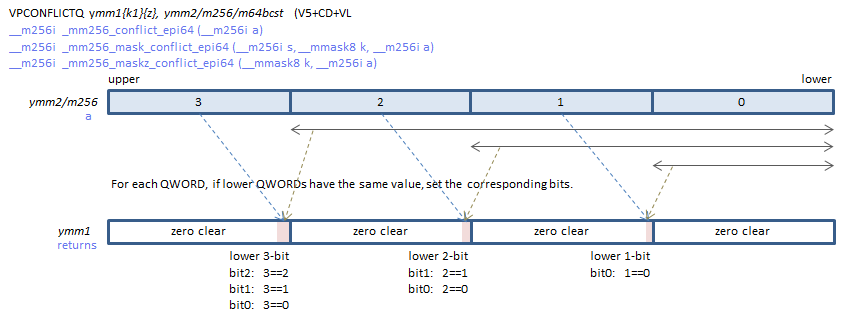 VPCONFLICTQ ymm1{k1}{z}, ymm2/m256/m64bcst (V5+CD+VL
__m256i _mm256_conflict_epi64 (__m256i a)
__m256i _mm256_mask_conflict_epi64 (__m256i s, __mmask8 k, __m256i a)
__m256i _mm256_maskz_conflict_epi64 (__mmask8 k, __m256i a)
upper lower
ymm2/m256 3 2 1 0
a
For each QWORD, if lower QWORDs have the same value, set the corresponding bits.
ymm1 zero clear zero clear zero clear zero clear
returns
lower 3-bit lower 2-bit lower 1-bit
bit2: 3==2 bit1: 2==1 bit0: 1==0
bit1: 3==1 bit0: 2==0
bit0: 3==0